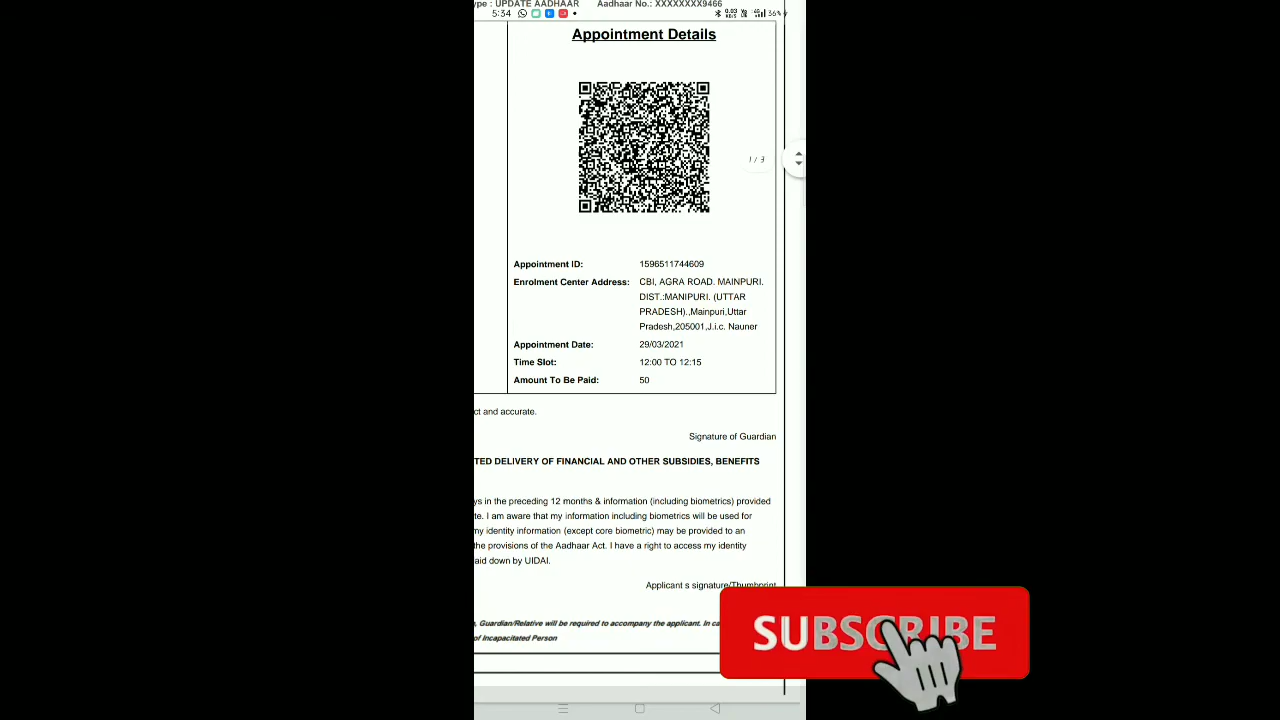 ype : UPDATE AADHAAR Aadhaar No.: XXXXXXXX9466
5:34 36%
Appointment Details
1 / 3
Appointment ID: 1596511744609
Enrolment Center Address: CBI, AGRA ROAD. MAINPURI.
DIST.:MANIPURI. (UTTAR
PRADESH).,Mainpuri,Uttar
Pradesh,205001,J.i.c. Nauner
Appointment Date: 29/03/2021
Time Slot: 12:00 TO 12:15
Amount To Be Paid: 50
ct and accurate.
Signature of Guardian
TED DELIVERY OF FINANCIAL AND OTHER SUBSIDIES, BENEFITS
ys in the preceding 12 months & information (including biometrics) provided
te. I am aware that my information including biometrics will be used for
my identity information (except core biometric) may be provided to an
the provisions of the Aadhaar Act. I have a right to access my identity
aid down by UIDAI.
Applicant s signature/Thumbprint
, Guardian/Relative will be required to accompany the applicant. In ca
of Incapacitated Person
SUBSCRIBE